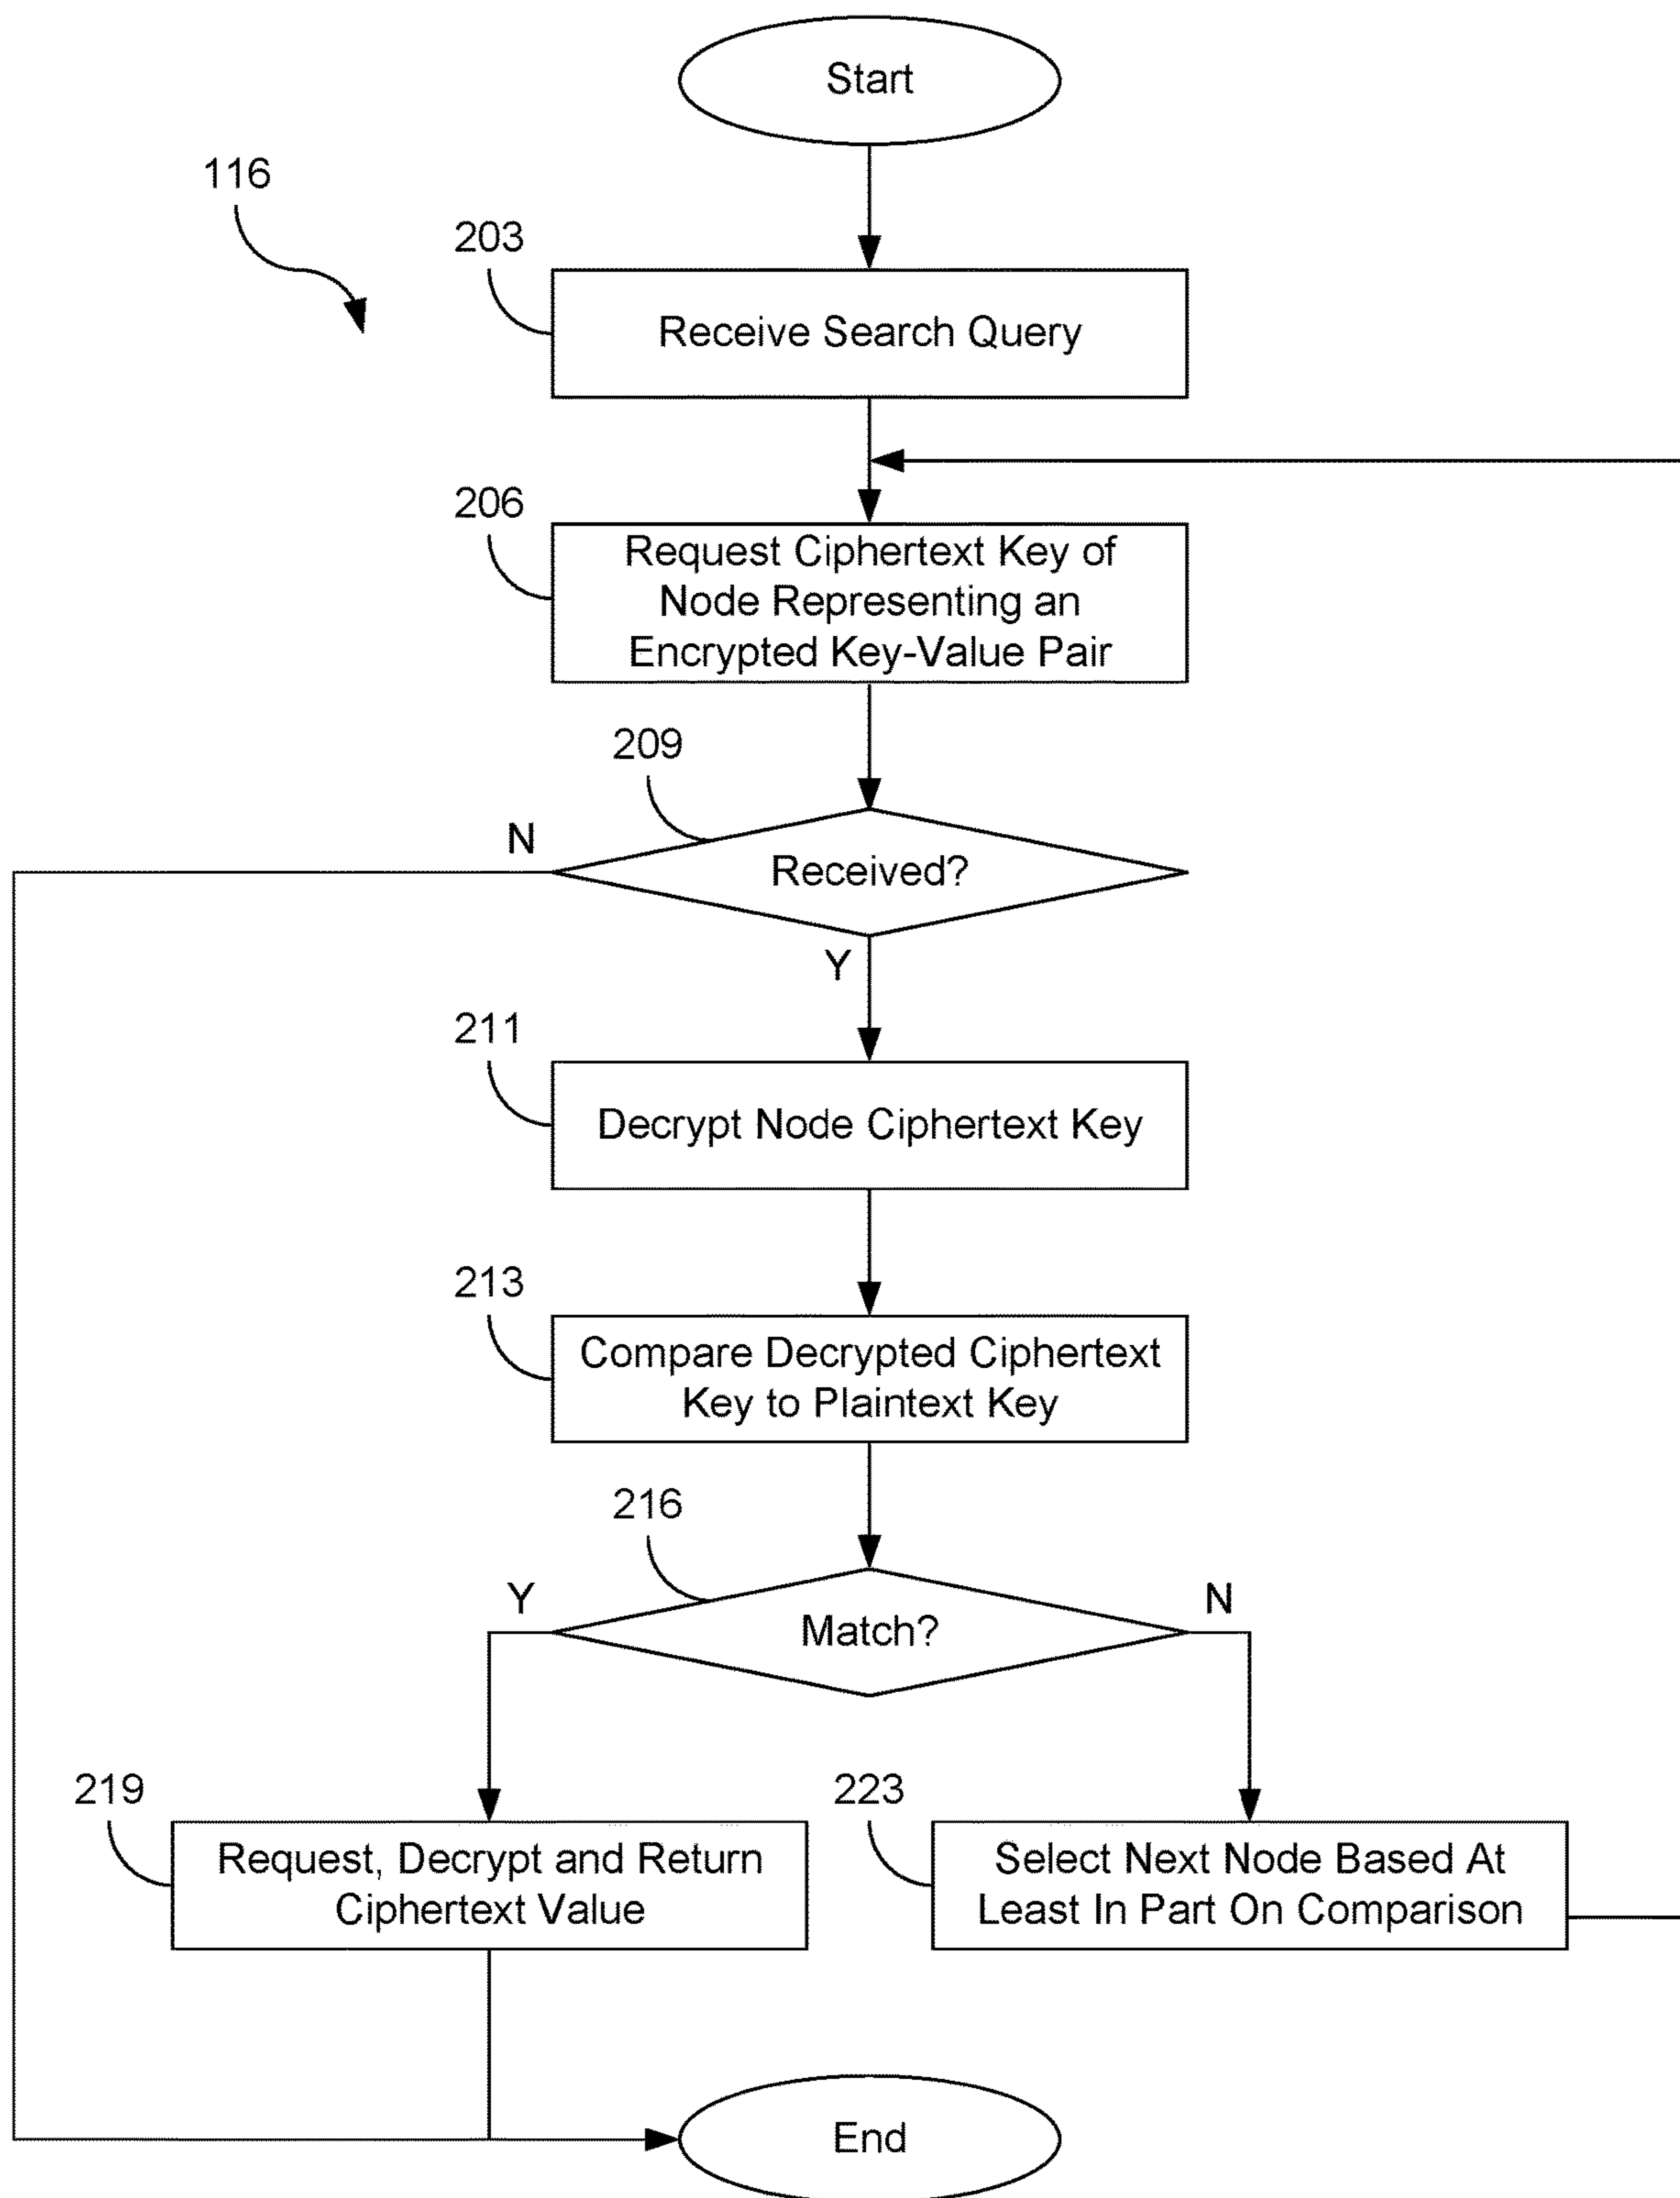 Start
116
203
Receive Search Query
206
Request Ciphertext Key of
Node Representing an
Encrypted Key-Value Pair
209
N
Received?
Y
211
Decrypt Node Ciphertext Key
213
Compare Decrypted Ciphertext
Key to Plaintext Key
216
Y
N
Match?
219
Request, Decrypt and Return
Ciphertext Value
223
Select Next Node Based At
Least In Part On Comparison
End